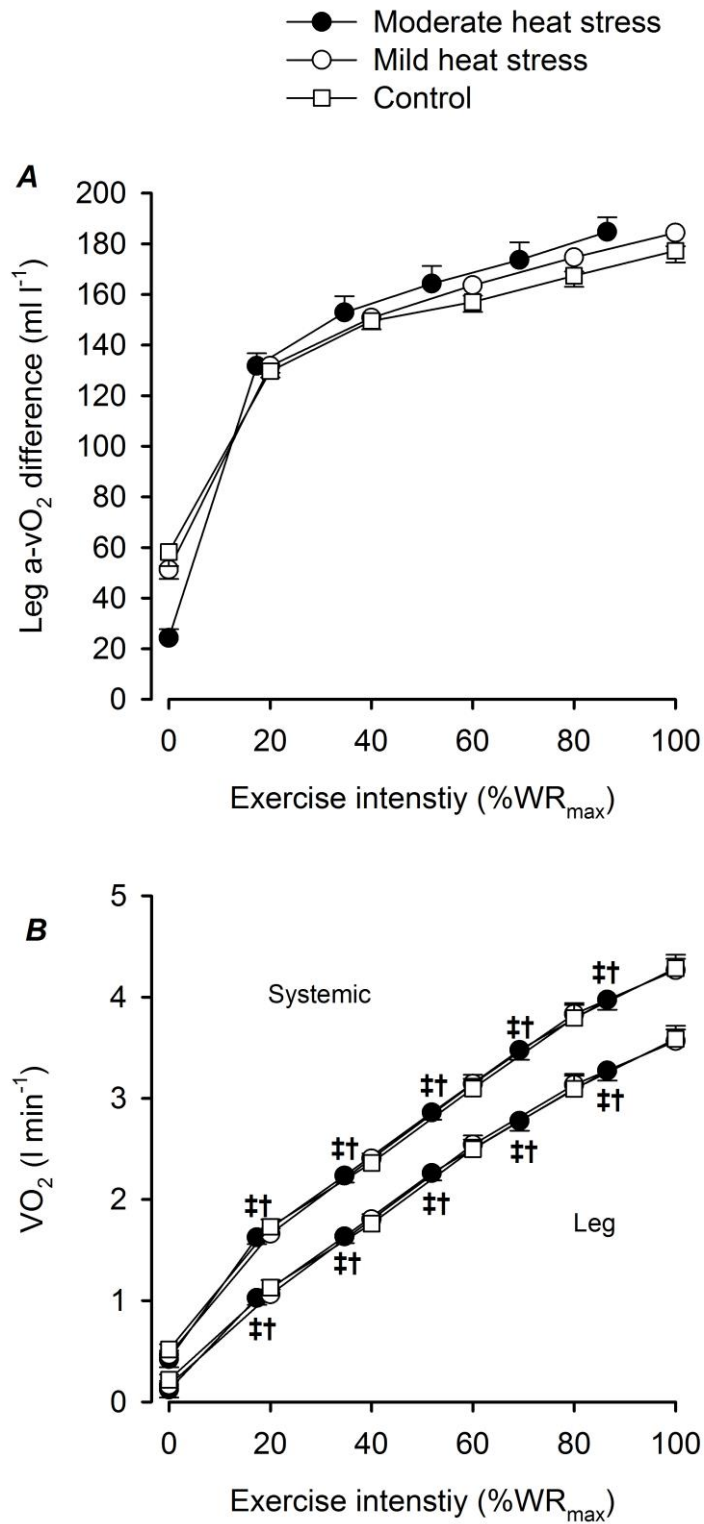 Moderate heat stress
Mild heat stress
Control
A
200
180
160
140
120
100
80
60
40
20
0
Leg a-vO₂ difference (ml l⁻¹)
0 20 40 60 80 100
Exercise intenstiy (%WRₘₐₓ)
B
5
4
3
2
1
0
VO₂ (l min⁻¹)
Systemic
Leg
‡†
‡†
‡†
‡†
‡†
‡†
‡†
‡†
‡†
‡†
0 20 40 60 80 100
Exercise intenstiy (%WRₘₐₓ)